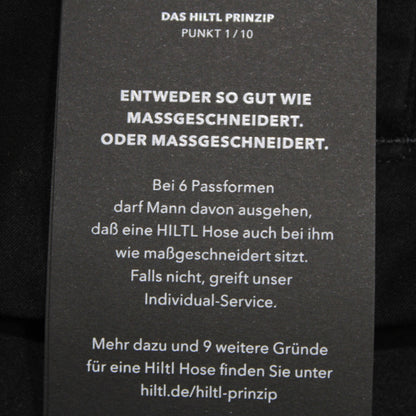 DAS HILTL PRINZIP
PUNKT 1 / 10
ENTWEDER SO GUT WIE
MASSGESCHNEIDERT.
ODER MASSGESCHNEIDERT.
Bei 6 Passformen
darf Mann davon ausgehen,
daß eine HILTL Hose auch bei ihm
wie maßgeschneidert sitzt.
Falls nicht, greift unser
Individual-Service.
Mehr dazu und 9 weitere Gründe
für eine Hiltl Hose finden Sie unter
hiltl.de/hiltl-prinzip